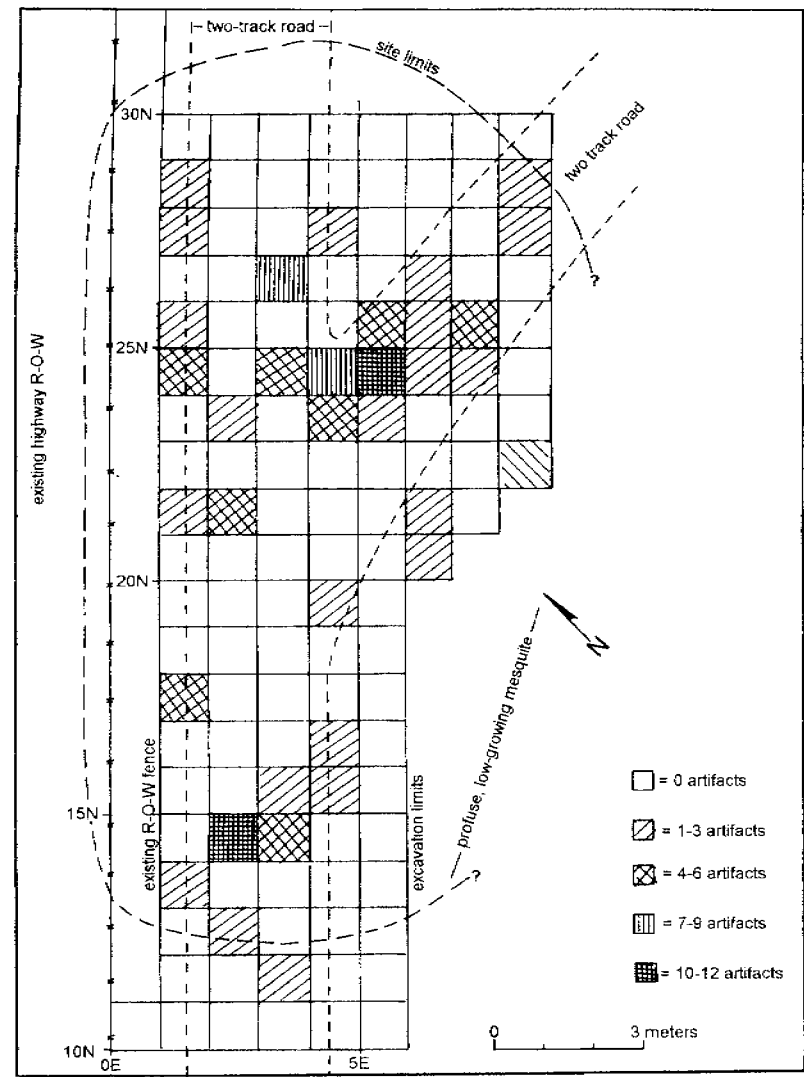 two-track road
site limits
30N
two track road
?
25N
existing highway R-O-W
20N
N
profuse, low-growing mesquite
= 0 artifacts
= 1-3 artifacts
15N
existing R-O-W fence
excavation limits
?
= 4-6 artifacts
= 7-9 artifacts
= 10-12 artifacts
0
3 meters
10N
0E
5E